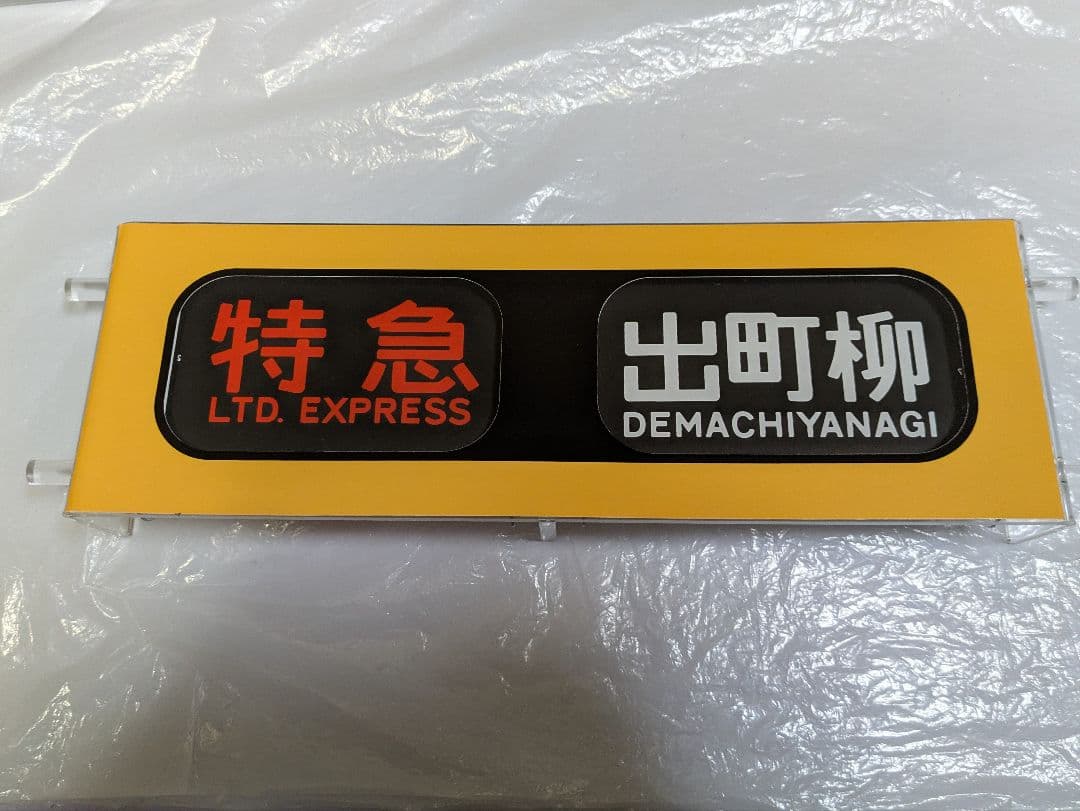 特急
LTD. EXPRESS
出町柳
DEMACHIYANAGI